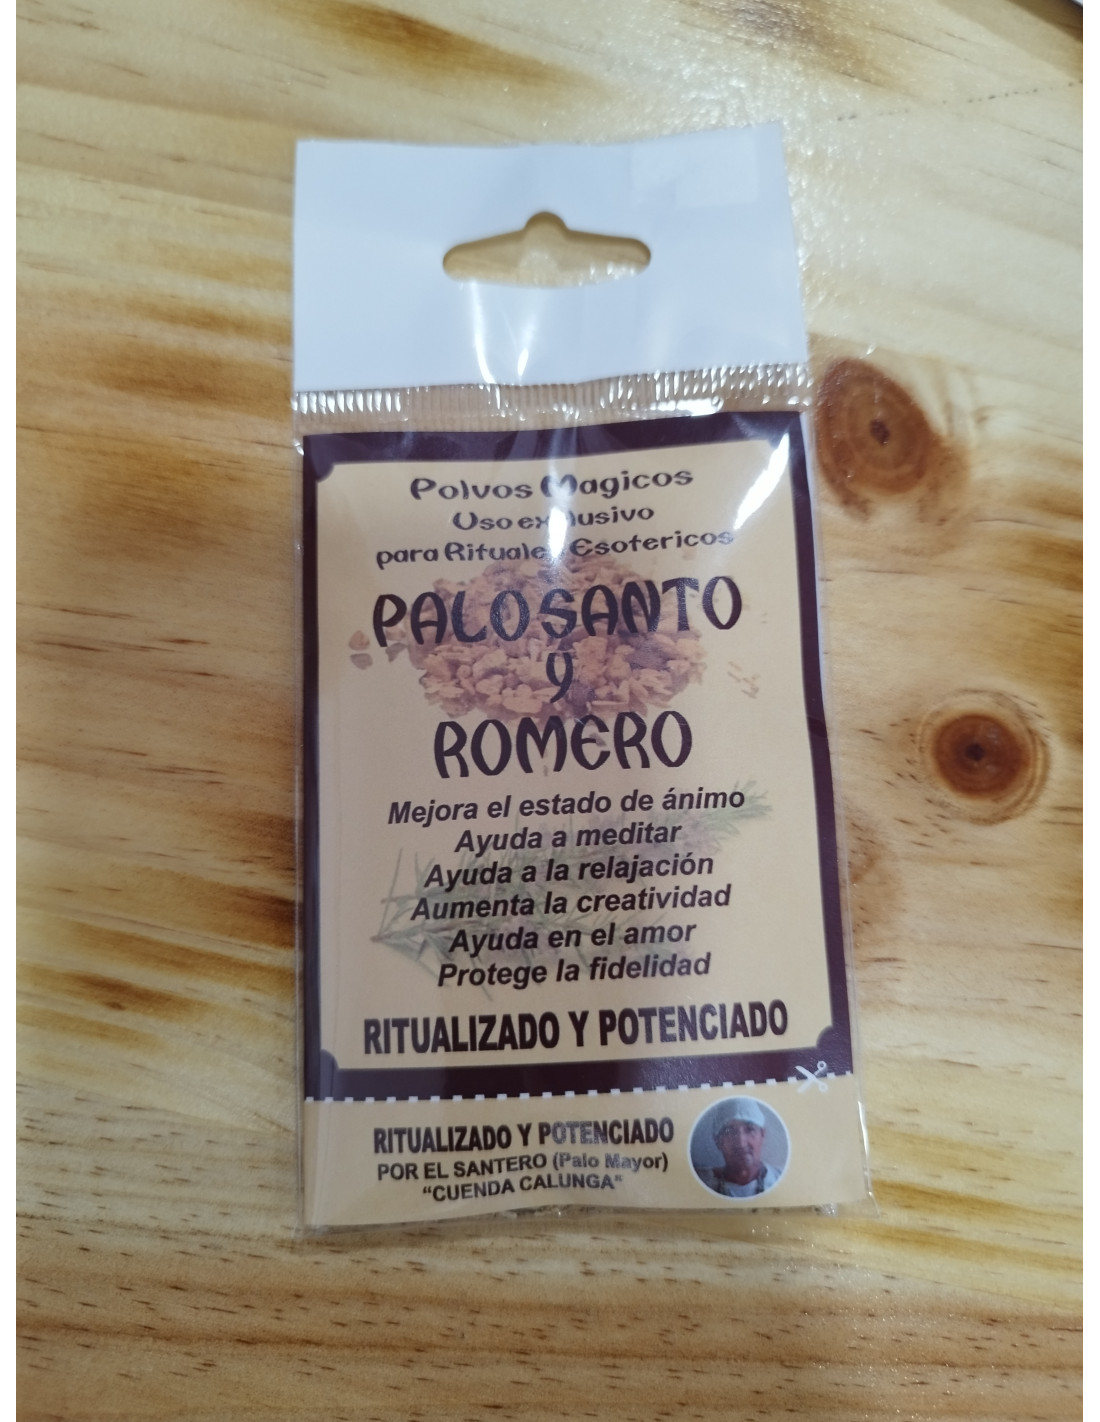 Polvos Magicos
Uso exclusivo
para Rituales Esotericos
PALO SANTO
Y
ROMERO
Mejora el estado de ánimo
Ayuda a meditar
Ayuda a la relajación
Aumenta la creatividad
Ayuda en el amor
Protege la fidelidad
RITUALIZADO Y POTENCIADO
RITUALIZADO Y POTENCIADO
POR EL SANTERO (Palo Mayor)
"CUENDA CALUNGA"